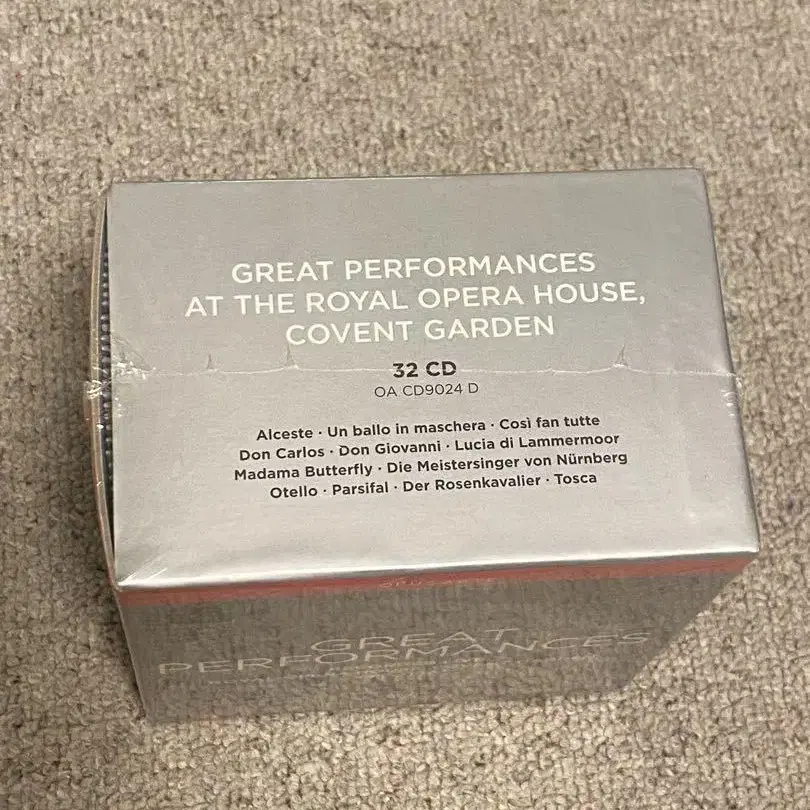 GREAT PERFORMANCES
AT THE ROYAL OPERA HOUSE,
COVENT GARDEN
32 CD
OA CD9024 D
Alceste · Un ballo in maschera · Così fan tutte
Don Carlos · Don Giovanni · Lucia di Lammermoor
Madama Butterfly · Die Meistersinger von Nürnberg
Otello · Parsifal · Der Rosenkavalier · Tosca
GREAT
PERFORMANCES